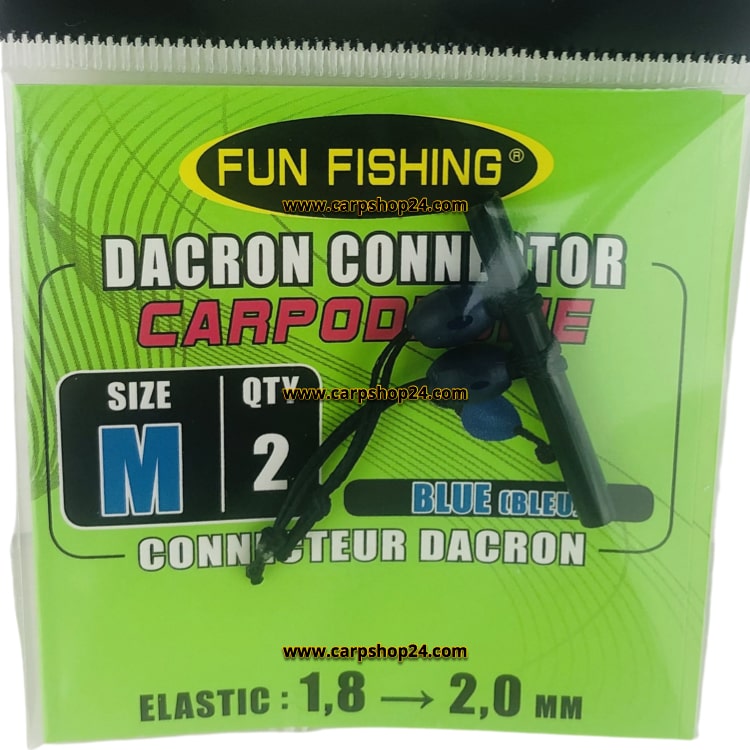 FUN FISHING®
www.carpshop24.com
DACRON CONNECTOR
www.carpshop24.com
SIZE QTY
M 2
BLUE (BLEU)
CONNECTEUR DACRON
www.carpshop24.com
ELASTIC : 1,8 → 2,0 MM